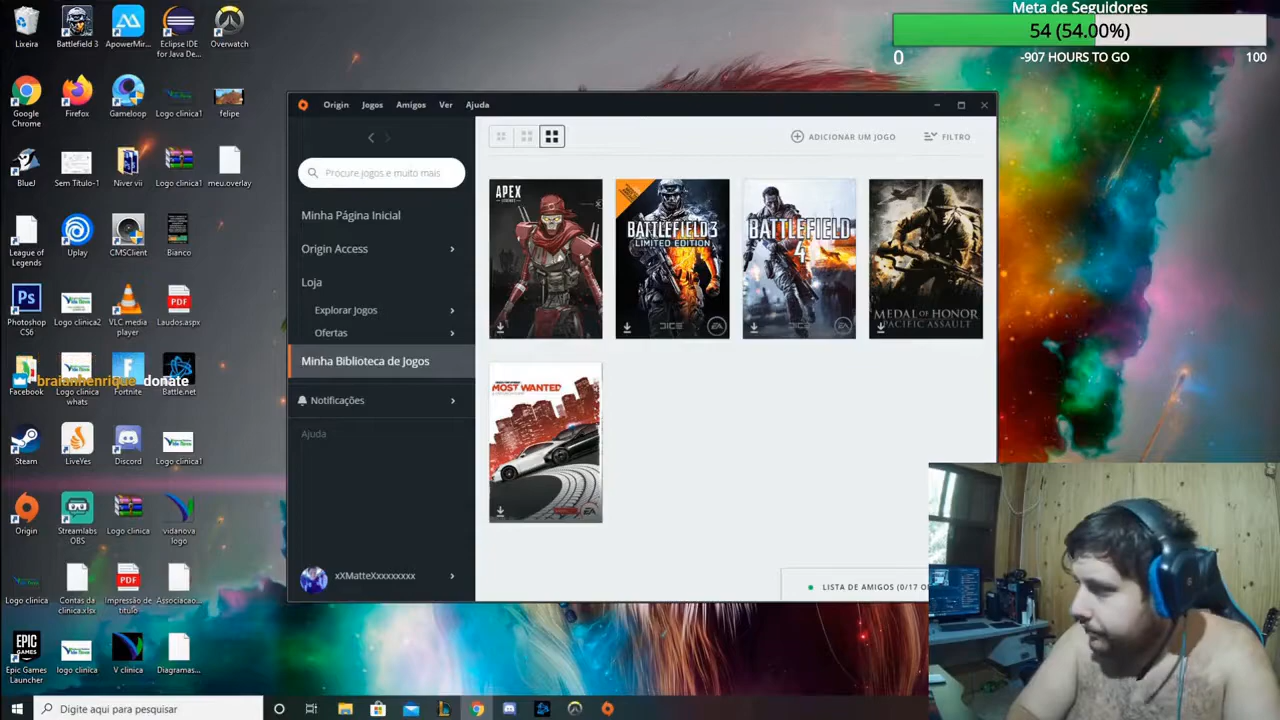 Meta de Seguidores
54 (54.00%)
0
-907 HOURS TO GO
100
Lixeira
Battlefield 3
ApowerMir...
Eclipse IDE
for Java De...
Overwatch
Google
Chrome
Firefox
Gameloop
Logo clinica1
felipe
BlueJ
Sem Título-1
Niver vii
Logo clinica1
meu.overlay
League of
Legends
Uplay
CMSClient
Bianco
Photoshop
CS6
Logo clinica2
VLC media
player
Laudos.aspx
Facebook
Logo clinica
whats
Fortnite
Battle.net
braianhenrique donate
Steam
LiveYes
Discord
Logo clinica1
Origin
Streamlabs
OBS
Logo clinica
vidanova
logo
Logo clinica
Contas da
clinica.xlsx
Impressão de
titulo
Associacao...
Epic Games
Launcher
logo clinica
V clinica
Diagramas...
Origin
Jogos
Amigos
Ver
Ajuda
Procure jogos e muito mais
Minha Página Inicial
Origin Access
Loja
Explorar Jogos
Ofertas
Minha Biblioteca de Jogos
Notificações
Ajuda
xXMatteXxxxxxxx
ADICIONAR UM JOGO
FILTRO
APEX
BATTLEFIELD 3
LIMITED EDITION
DICE
EA
BATTLEFIELD
4
DICE
EA
MEDAL OF HONOR
PACIFIC ASSAULT
MOST WANTED
EA
LISTA DE AMIGOS (0/17 O
Digite aqui para pesquisar